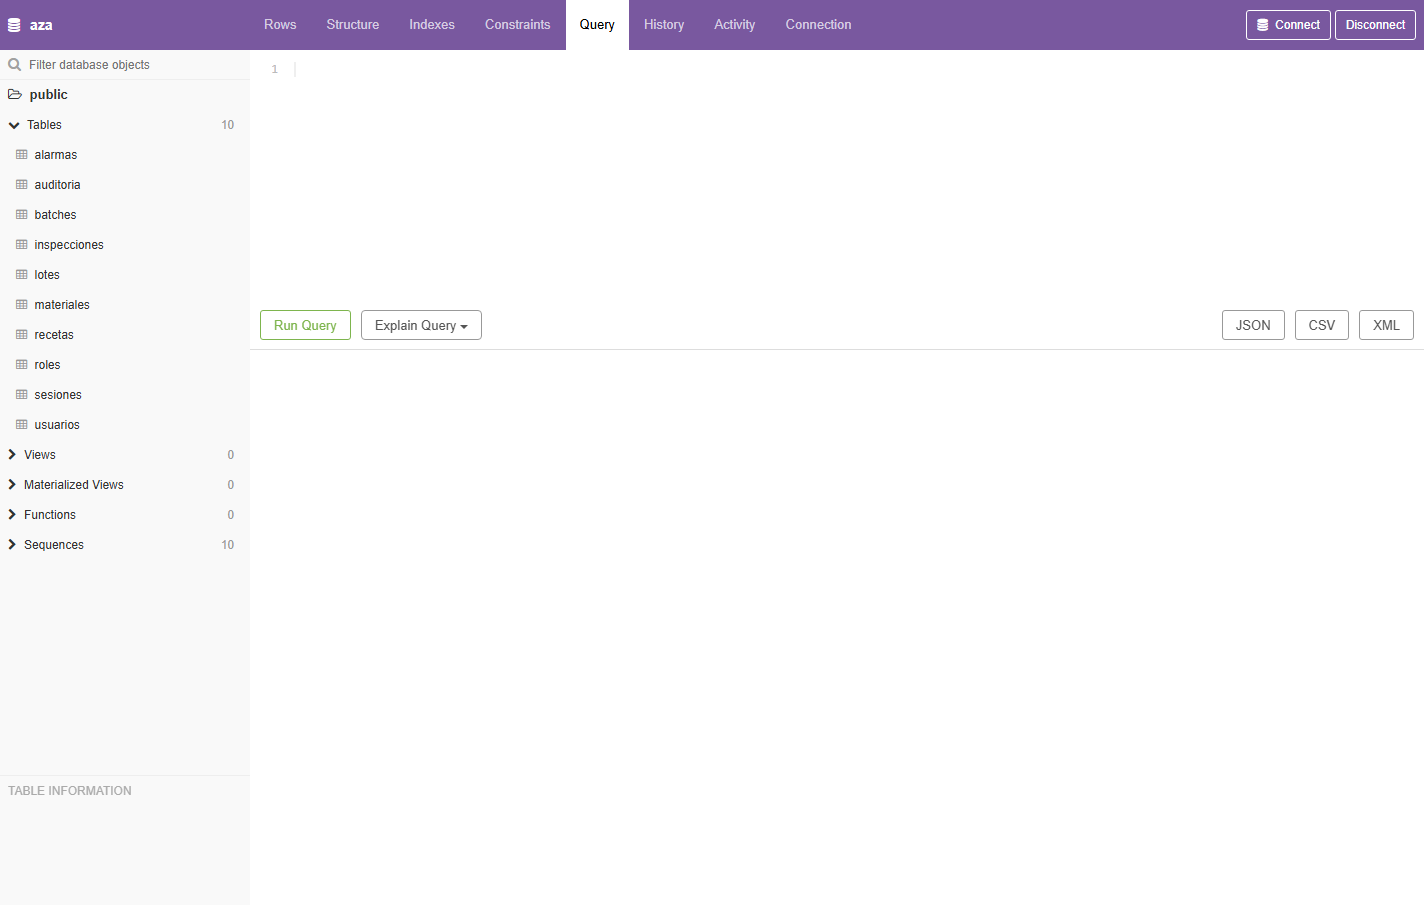 aza
Rows Structure Indexes Constraints Query History Activity Connection Connect Disconnect
Filter database objects
public
Tables 10
alarmas
auditoria
batches
inspecciones
lotes
materiales
recetas
roles
sesiones
usuarios
Views 0
Materialized Views 0
Functions 0
Sequences 10
TABLE INFORMATION
1
Run Query Explain Query JSON CSV XML